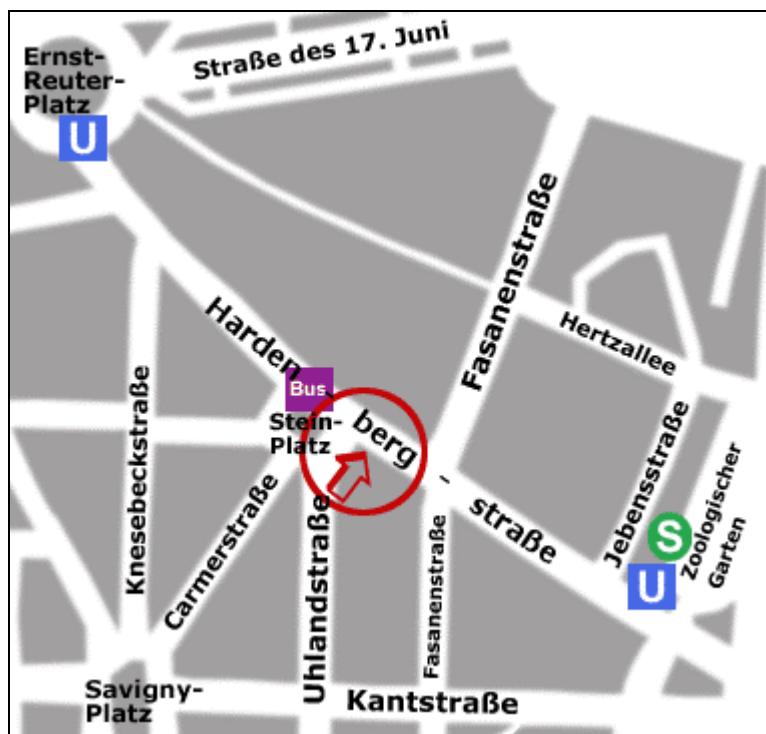 Ernst-
Reuter-
Platz
U
Straße des 17. Juni
Fasanenstraße
Hertzallee
Harden - berg - straße
Bus
Stein-
Platz
Knesebeckstraße
Carmerstraße
Uhlandstraße
Fasanenstraße
Jebensstraße
S
Zoologischer
Garten
U
Savigny-
Platz
Kantstraße